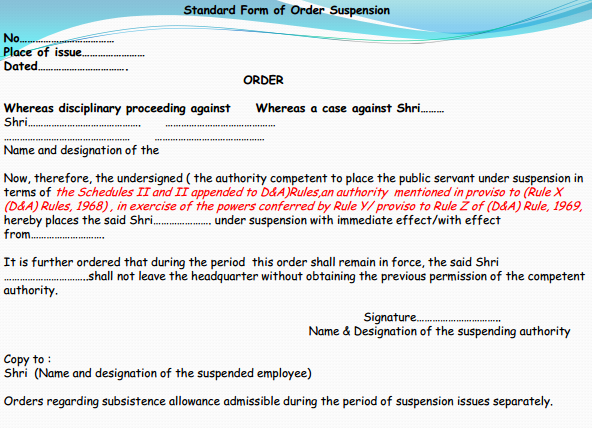 Standard Form of Order Suspension
No.................................
Place of issue......................
Dated...............................
ORDER
Whereas disciplinary proceeding against Whereas a case against Shri........
Shri....................................... ......................................
............................................ ......................................
Name and designation of the
Now, therefore, the undersigned ( the authority competent to place the public servant under suspension in
terms of the Schedules II and II appended to D&A)Rules,an authority mentioned in proviso to (Rule X
(D&A) Rules, 1968) , in exercise of the powers conferred by Rule Y/ proviso to Rule Z of (D&A) Rule, 1969,
hereby places the said Shri.................... under suspension with immediate effect/with effect
from.........................
It is further ordered that during the period this order shall remain in force, the said Shri
..............................shall not leave the headquarter without obtaining the previous permission of the competent
authority.
Signature..............................
Name & Designation of the suspending authority
Copy to :
Shri (Name and designation of the suspended employee)
Orders regarding subsistence allowance admissible during the period of suspension issues separately.